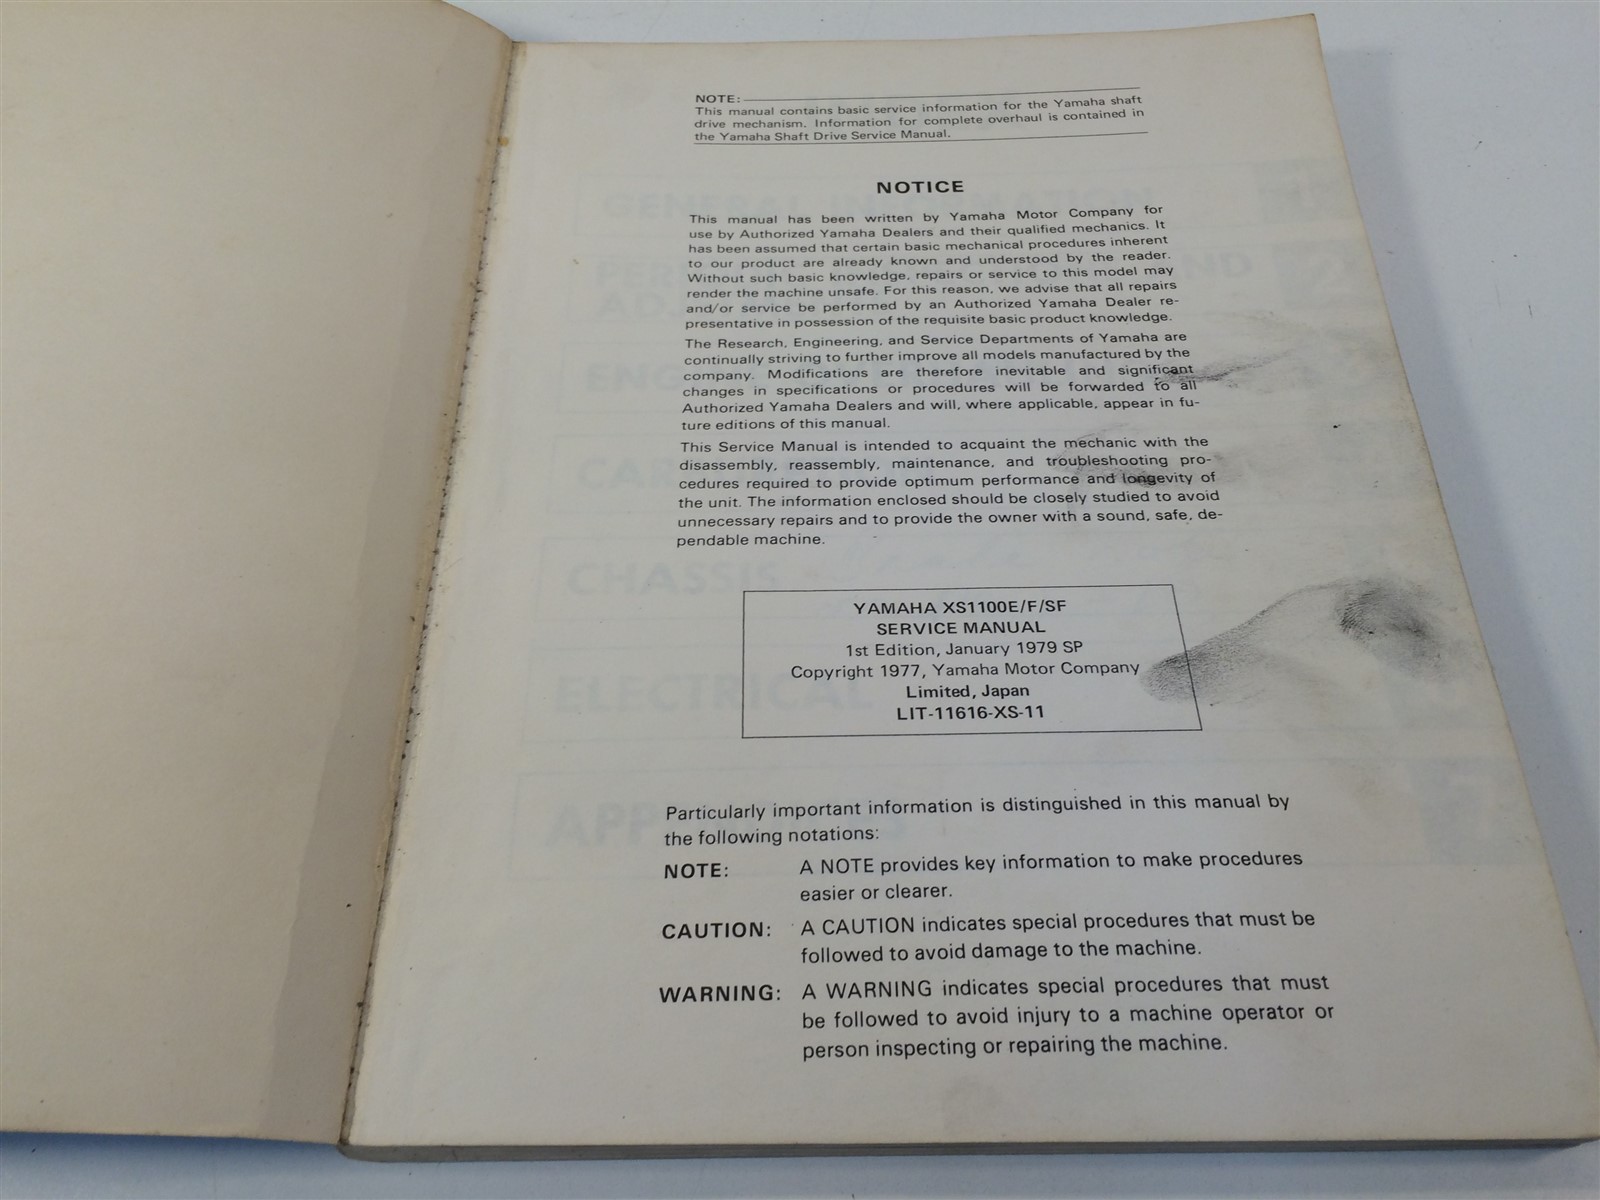 NOTE:
This manual contains basic service information for the Yamaha shaft
drive mechanism. Information for complete overhaul is contained in
the Yamaha Shaft Drive Service Manual.
NOTICE
This manual has been written by Yamaha Motor Company for
use by Authorized Yamaha Dealers and their qualified mechanics. It
has been assumed that certain basic mechanical procedures inherent
to our product are already known and understood by the reader.
Without such basic knowledge, repairs or service to this model may
render the machine unsafe. For this reason, we advise that all repairs
and/or service be performed by an Authorized Yamaha Dealer re-
presentative in possession of the requisite basic product knowledge.
The Research, Engineering, and Service Departments of Yamaha are
continually striving to further improve all models manufactured by the
company. Modifications are therefore inevitable and significant
changes in specifications or procedures will be forwarded to all
Authorized Yamaha Dealers and will, where applicable, appear in fu-
ture editions of this manual.
This Service Manual is intended to acquaint the mechanic with the
disassembly, reassembly, maintenance, and troubleshooting pro-
cedures required to provide optimum performance and longevity of
the unit. The information enclosed should be closely studied to avoid
unnecessary repairs and to provide the owner with a sound, safe, de-
pendable machine.
YAMAHA XS1100E/F/SF
SERVICE MANUAL
1st Edition, January 1979 SP
Copyright 1977, Yamaha Motor Company
Limited, Japan
LIT-11616-XS-11
Particularly important information is distinguished in this manual by
the following notations:
NOTE: A NOTE provides key information to make procedures
easier or clearer.
CAUTION: A CAUTION indicates special procedures that must be
followed to avoid damage to the machine.
WARNING: A WARNING indicates special procedures that must
be followed to avoid injury to a machine operator or
person inspecting or repairing the machine.